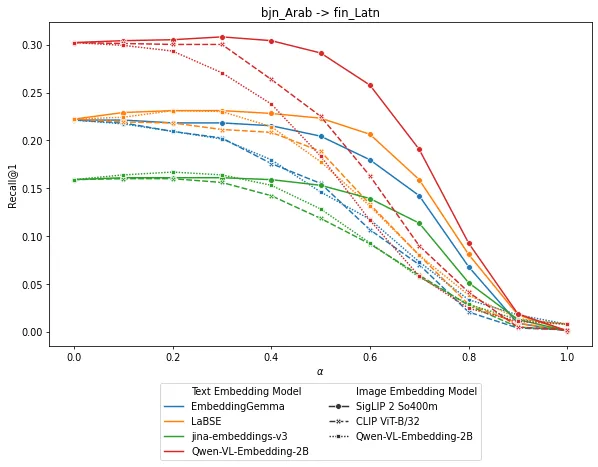 bjn_Arab -> fin_Latn
Recall@1
0.30
0.25
0.20
0.15
0.10
0.05
0.00
0.0 0.2 0.4 0.6 0.8 1.0
α
Text Embedding Model
EmbeddingGemma
LaBSE
jina-embeddings-v3
Qwen-VL-Embedding-2B
Image Embedding Model
SigLIP 2 So400m
CLIP ViT-B/32
Qwen-VL-Embedding-2B